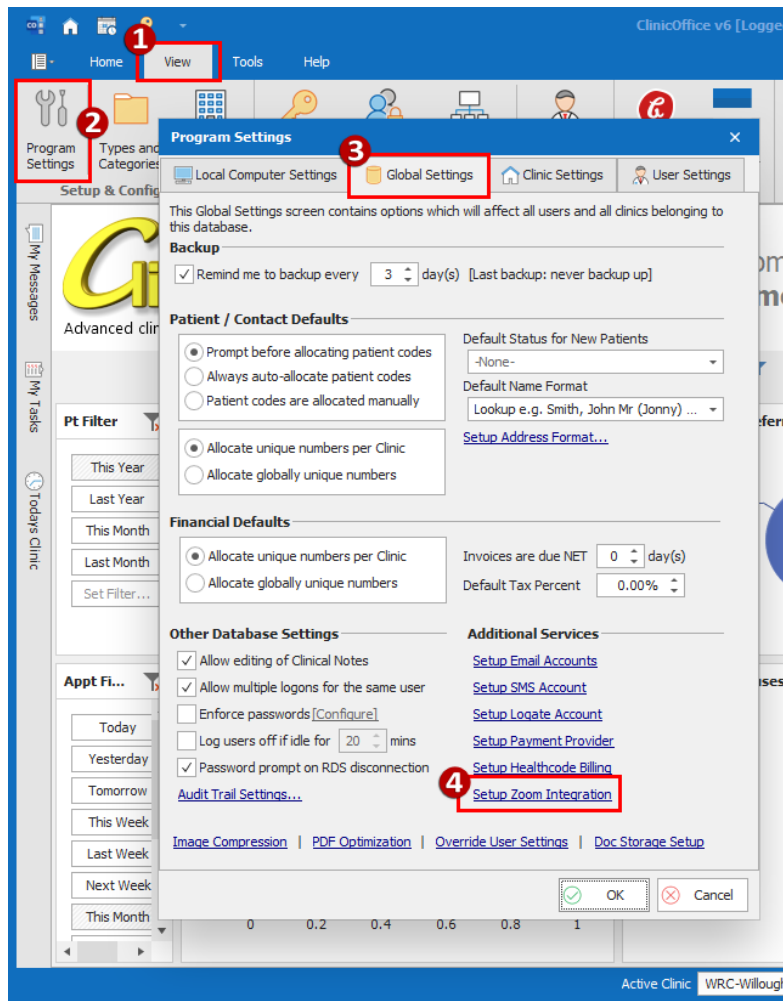 ClinicOffice v6 [Logge
1
Home View Tools Help
2
Program Settings
Types and Categories
Setup & Config
Program Settings
3
Local Computer Settings Global Settings Clinic Settings User Settings
This Global Settings screen contains options which will affect all users and all clinics belonging to
this database.
Backup
Remind me to backup every 3 day(s) [Last backup: never backup up]
Patient / Contact Defaults
Prompt before allocating patient codes
Always auto-allocate patient codes
Patient codes are allocated manually
Default Status for New Patients
-None-
Default Name Format
Lookup e.g. Smith, John Mr (Jonny) ...
Setup Address Format...
Allocate unique numbers per Clinic
Allocate globally unique numbers
Financial Defaults
Allocate unique numbers per Clinic
Allocate globally unique numbers
Invoices are due NET 0 day(s)
Default Tax Percent 0.00%
Other Database Settings
Allow editing of Clinical Notes
Allow multiple logons for the same user
Enforce passwords [Configure]
Log users off if idle for 20 mins
Password prompt on RDS disconnection
Audit Trail Settings...
Additional Services
Setup Email Accounts
Setup SMS Account
Setup Logate Account
Setup Payment Provider
Setup Healthcode Billing
4
Setup Zoom Integration
Image Compression | PDF Optimization | Override User Settings | Doc Storage Setup
OK Cancel
My Messages
My Tasks
Todays Clinic
Advanced clin
Pt Filter
This Year
Last Year
This Month
Last Month
Set Filter...
Appt Fi...
Today
Yesterday
Tomorrow
This Week
Last Week
Next Week
This Month
0 0.2 0.4 0.6 0.8 1
Active Clinic WRC-Willough